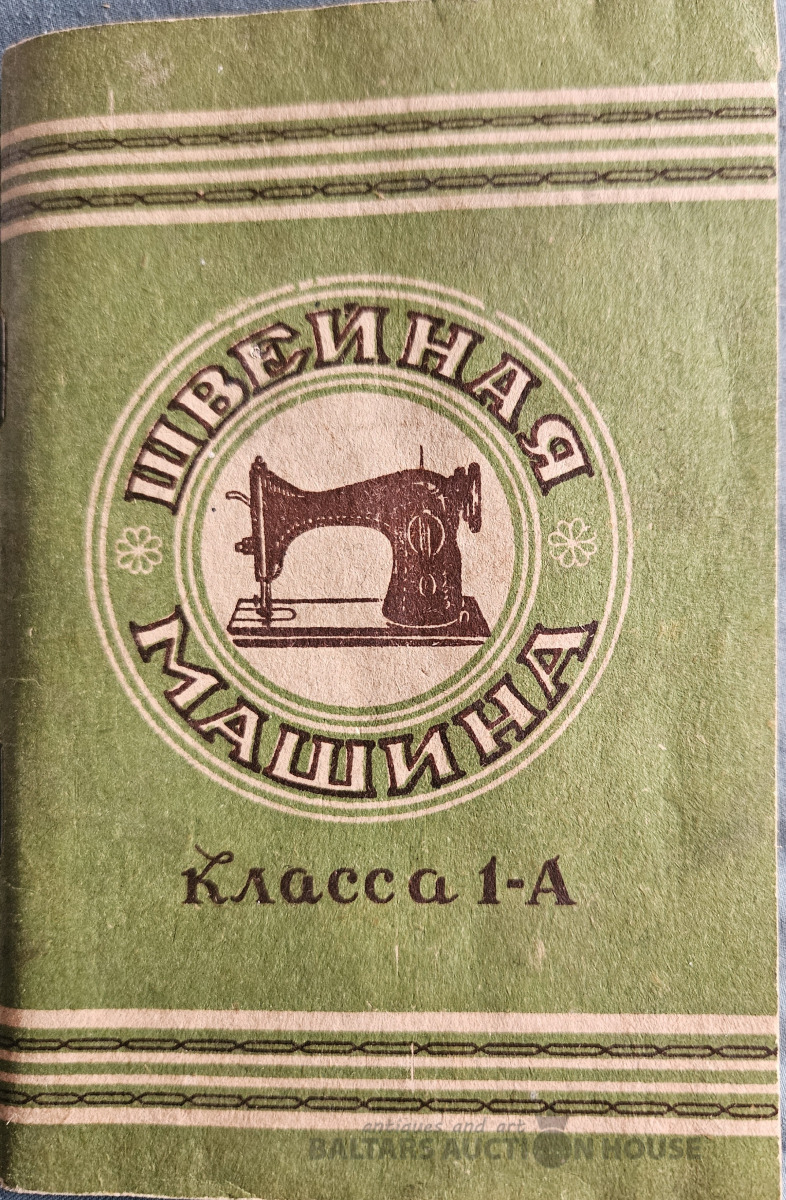 ШВЕЙНАЯ
МАШИНА
Класса 1-А
antiques and art
BALTARS AUCTION HOUSE